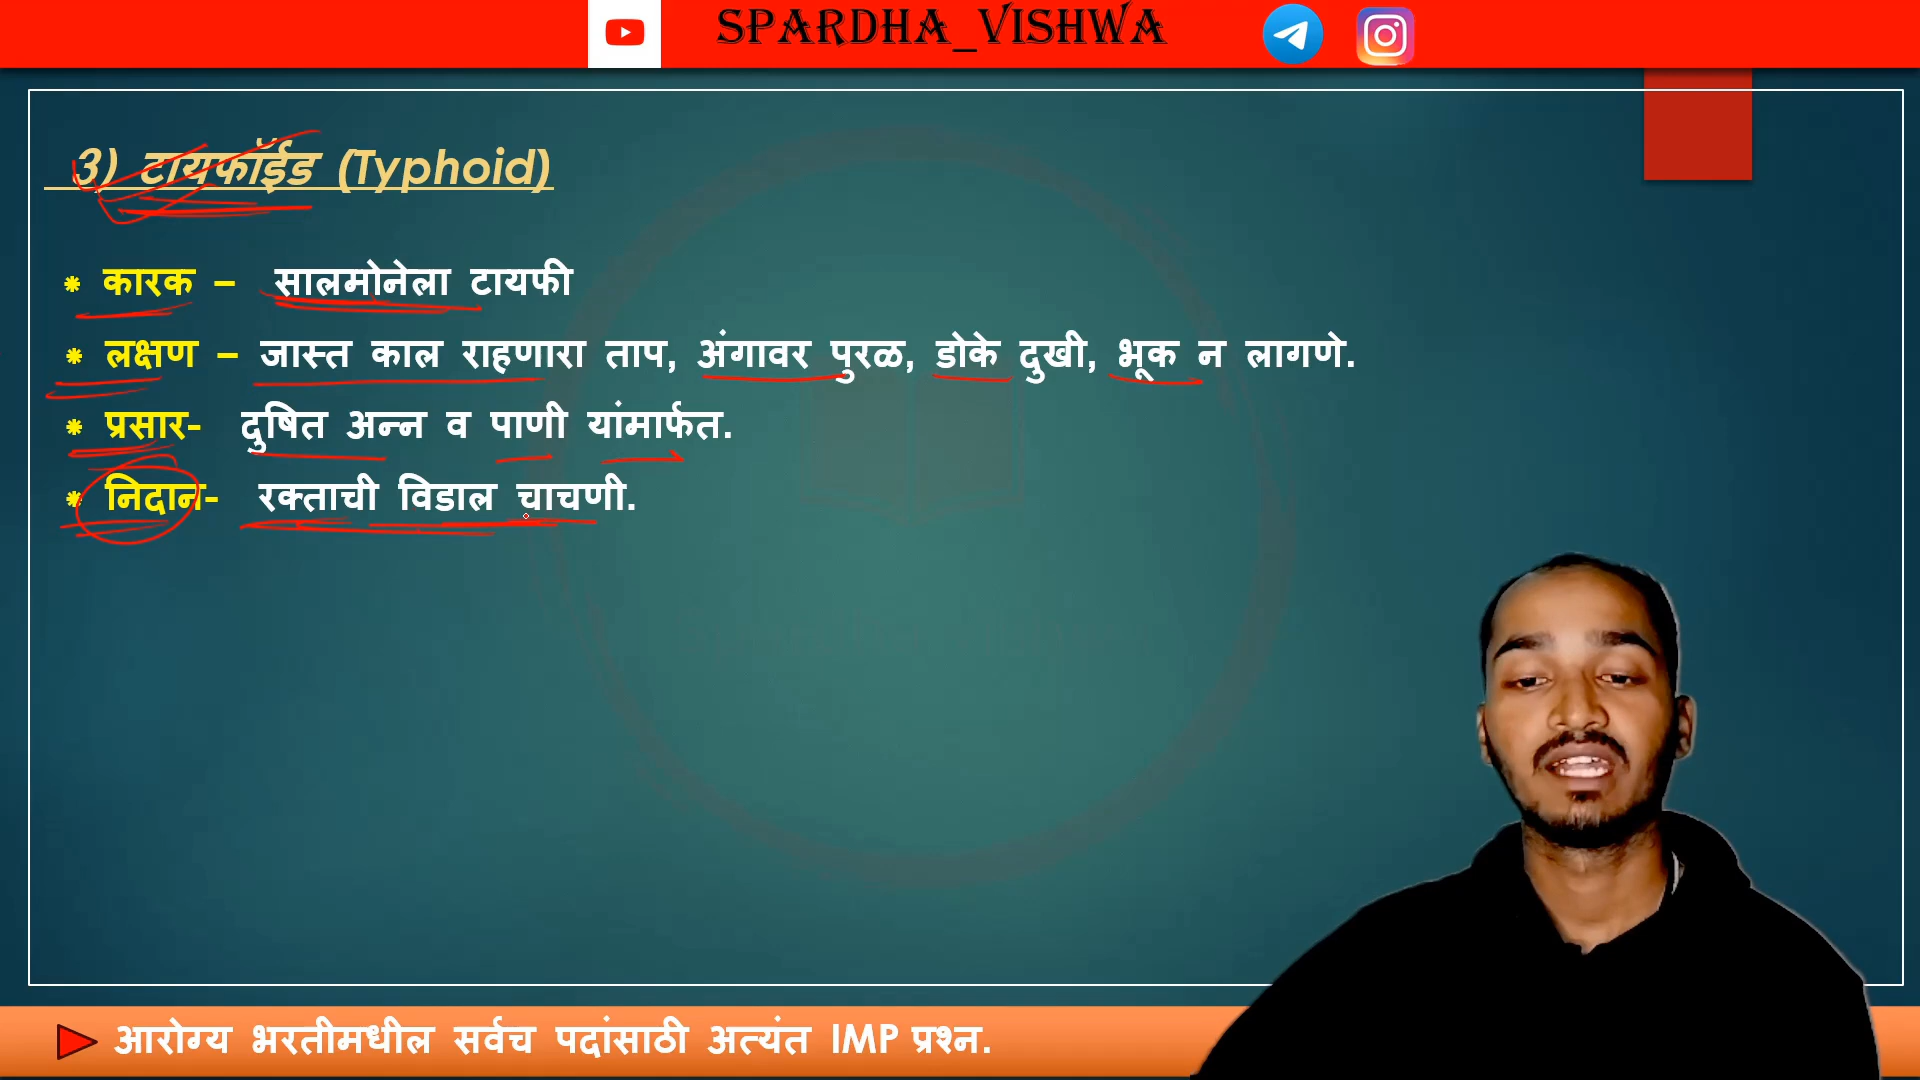 SPARDHA_VISHWA
3) टायफॉईड (Typhoid)
* कारक – सालमोनेला टायफी
* लक्षण – जास्त काल राहणारा ताप, अंगावर पुरळ, डोके दुखी, भूक न लागणे.
* प्रसार- दुषित अन्न व पाणी यांमार्फत.
* निदान- रक्ताची विडाल चाचणी.
आरोग्य भरतीमधील सर्वच पदांसाठी अत्यंत IMP प्रश्न.